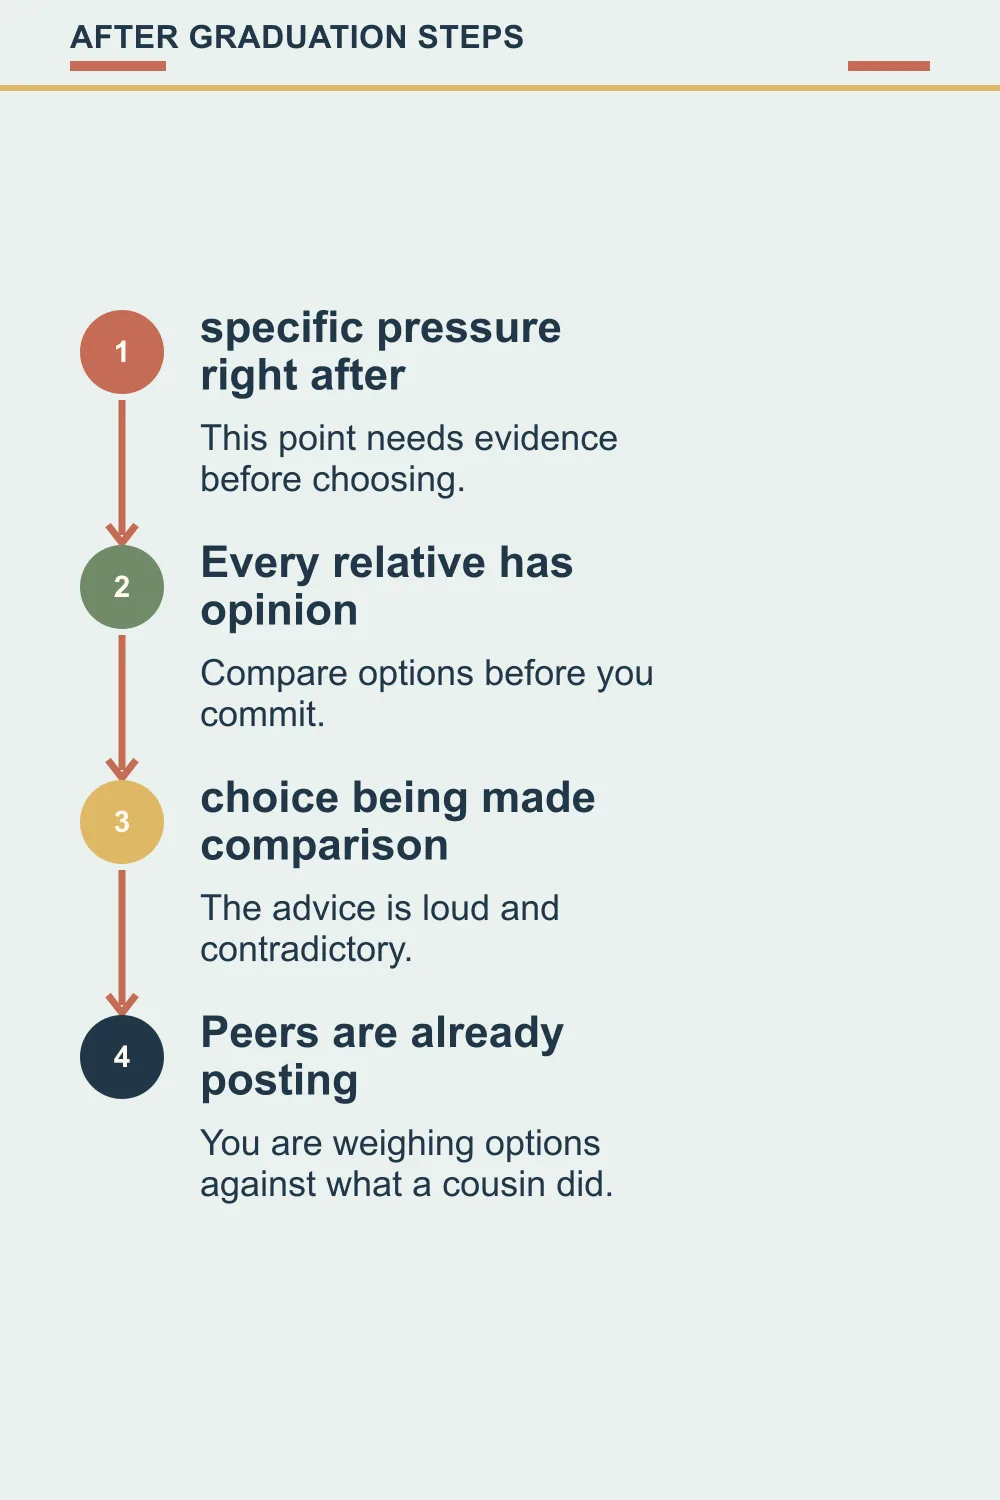 AFTER GRADUATION STEPS
1
specific pressure
right after
This point needs evidence
before choosing.
2
Every relative has
opinion
Compare options before you
commit.
3
choice being made
comparison
The advice is loud and
contradictory.
4
Peers are already
posting
You are weighing options
against what a cousin did.